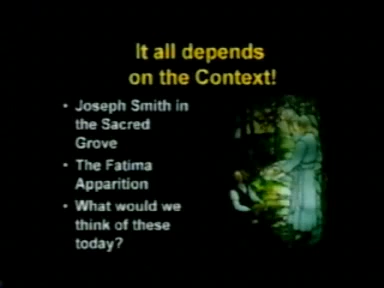 It all depends
on the Context!
• Joseph Smith in
the Sacred
Grove
• The Fatima
Apparition
• What would we
think of these
today?